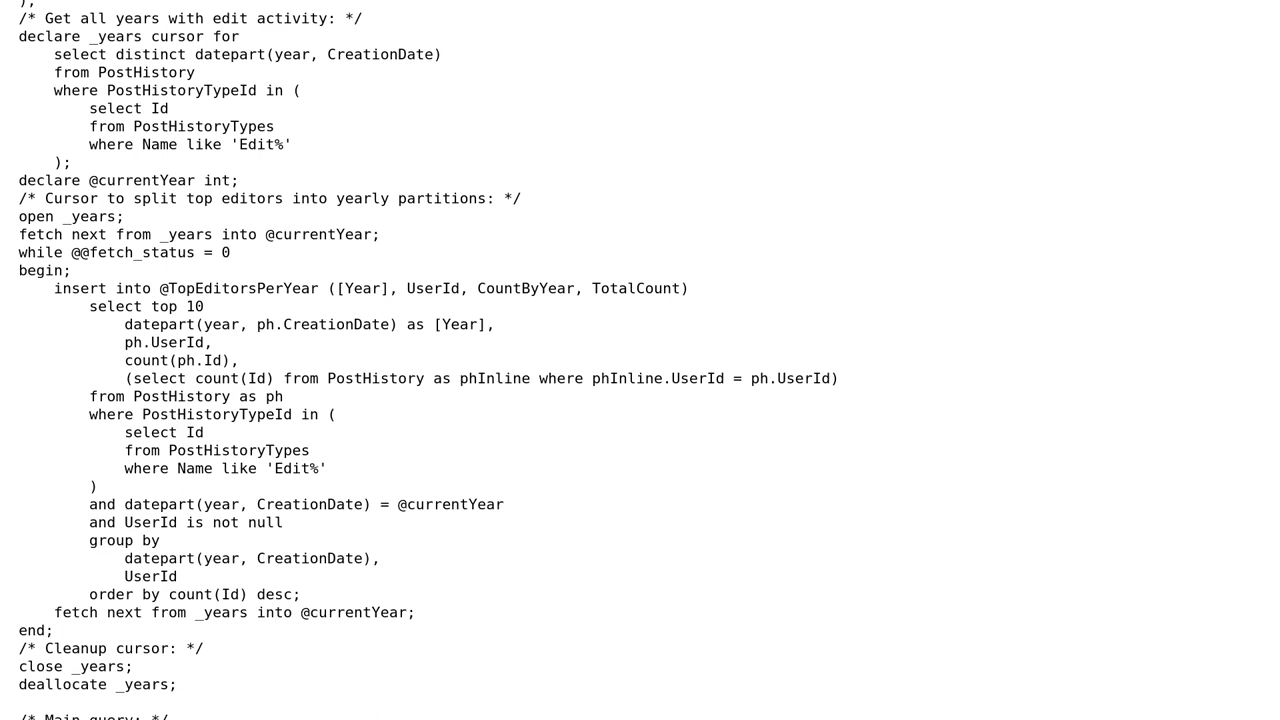 );
/* Get all years with edit activity: */
declare _years cursor for
    select distinct datepart(year, CreationDate)
    from PostHistory
    where PostHistoryTypeId in (
        select Id
        from PostHistoryTypes
        where Name like 'Edit%'
    );
declare @currentYear int;
/* Cursor to split top editors into yearly partitions: */
open _years;
fetch next from _years into @currentYear;
while @@fetch_status = 0
begin;
    insert into @TopEditorsPerYear ([Year], UserId, CountByYear, TotalCount)
        select top 10
            datepart(year, ph.CreationDate) as [Year],
            ph.UserId,
            count(ph.Id),
            (select count(Id) from PostHistory as phInline where phInline.UserId = ph.UserId)
        from PostHistory as ph
        where PostHistoryTypeId in (
            select Id
            from PostHistoryTypes
            where Name like 'Edit%'
        )
        and datepart(year, CreationDate) = @currentYear
        and UserId is not null
        group by
            datepart(year, CreationDate),
            UserId
        order by count(Id) desc;
    fetch next from _years into @currentYear;
end;
/* Cleanup cursor: */
close _years;
deallocate _years;

/* Main query: */